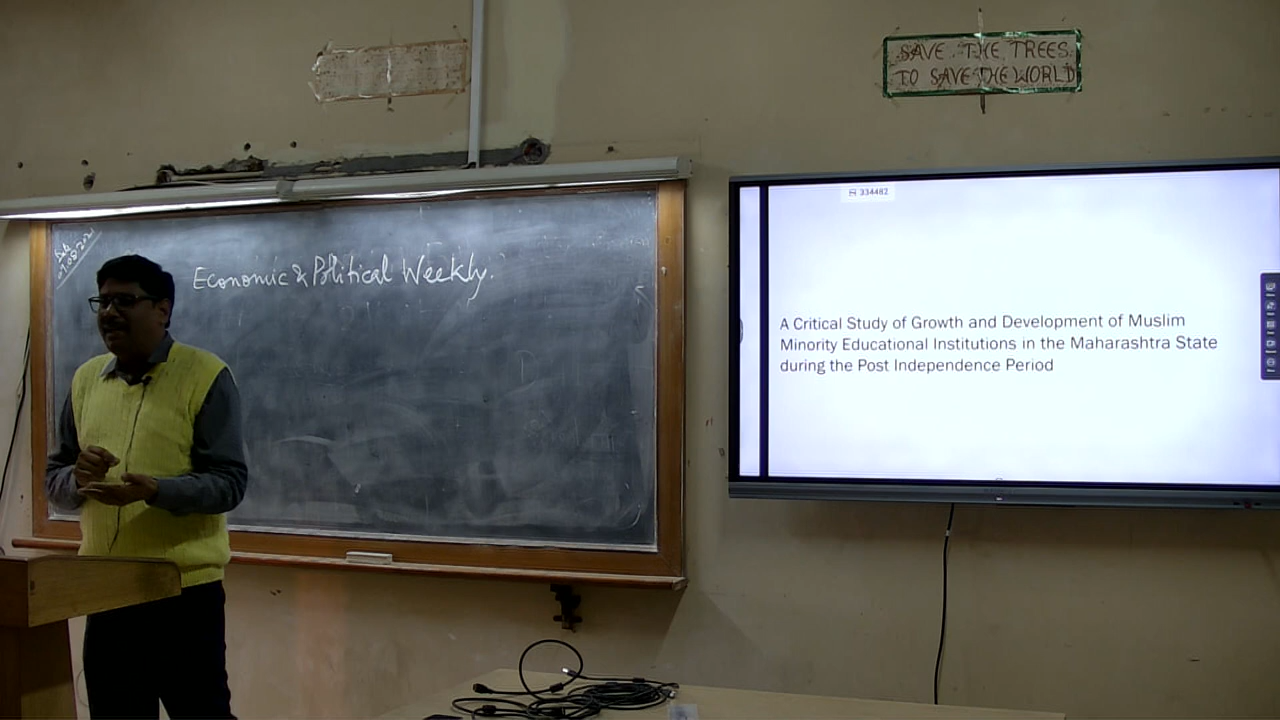 SAVE THE TREES
TO SAVE THE WORLD
Date
Economic & Political Weekly.
334482
A Critical Study of Growth and Development of Muslim
Minority Educational Institutions in the Maharashtra State
during the Post Independence Period